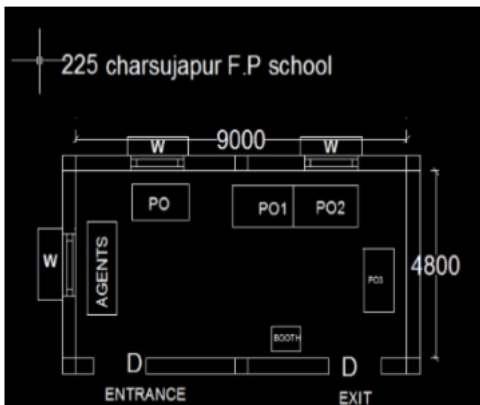 225 charsujapur F.P school
9000
W W
PO PO1 PO2
W AGENTS PO3 4800
BOOTH
D D
ENTRANCE EXIT